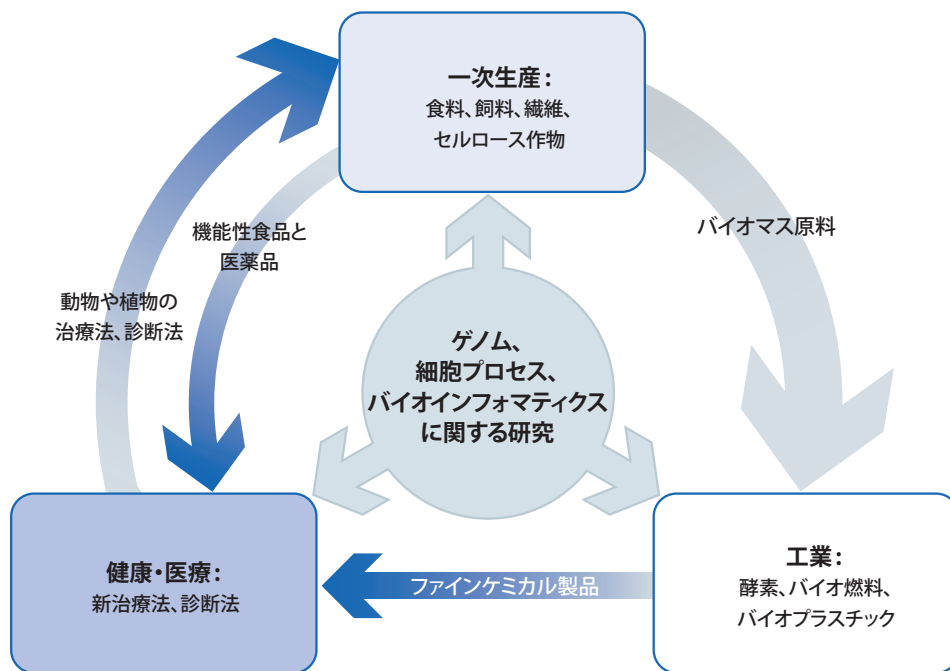 一次生産：
食料、飼料、繊維、
セルロース作物
機能性食品と
医薬品
バイオマス原料
動物や植物の
治療法、診断法
ゲノム、
細胞プロセス、
バイオインフォマティクス
に関する研究
健康・医療：
新治療法、診断法
ファインケミカル製品
工業：
酵素、バイオ燃料、
バイオプラスチック